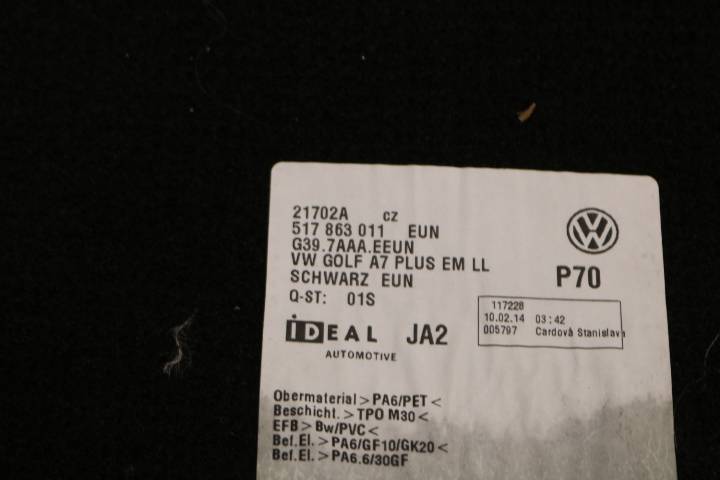 21702A cz
517 863 011 EUN
G39.7AAA.EEUN
VW GOLF A7 PLUS EM LL
SCHWARZ EUN
Q-ST: 01S
P70
117228
10.02.14 03:42
005797 Cardová Stanislava
IDEAL JA2
AUTOMOTIVE
Obermaterial>PA6/PET<
Beschicht.>TPO M30<
EFB>Bw/PVC<
Bef.El.>PA6/GF10/GK20<
Bef.El.>PA6.6/30GF